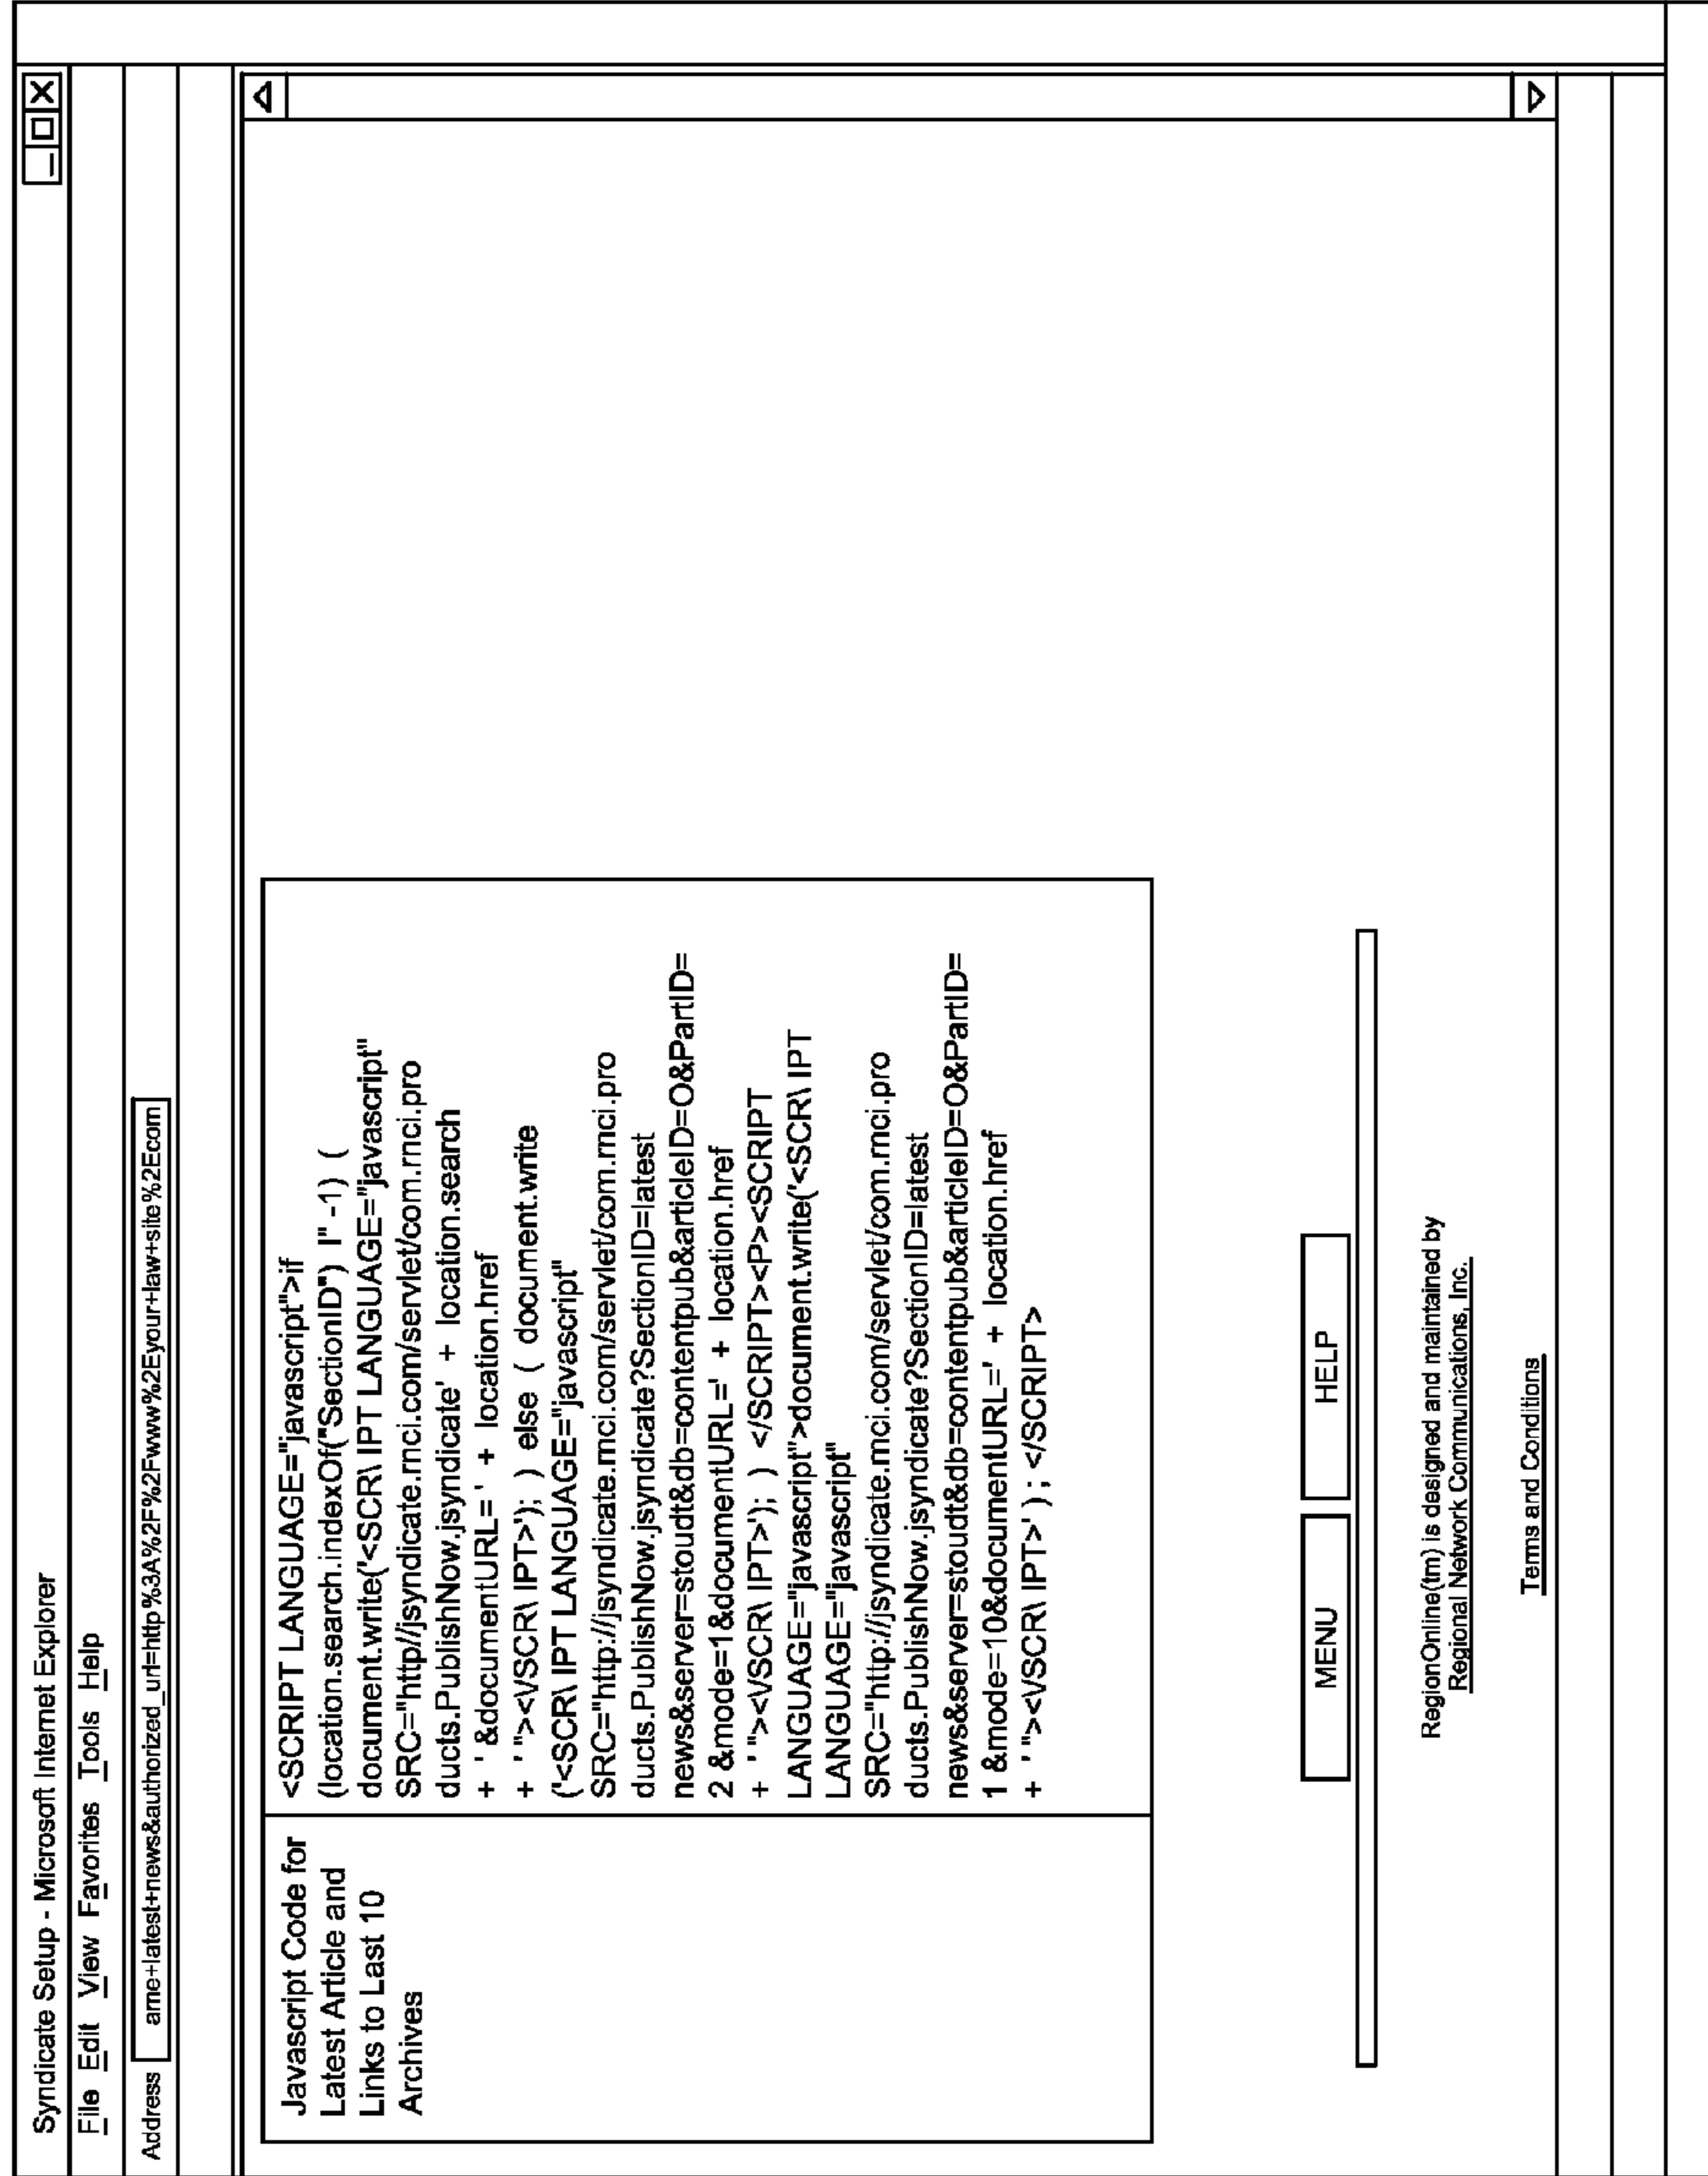 Syndicate Setup - Microsoft Internet Explorer
File Edit View Favorites Tools Help
Address ame+latest+news&authorized_url=http%3A%2F%2Fwww%2Eyour+law+site%2Ecom
Javascript Code for
Latest Article and
Links to Last 10
Archives
<SCRIPT LANGUAGE="javascript">if
(location.search.indexOf("SectionID") I" -1) (
document.write('<SCR\ IPT LANGUAGE="javascript"
SRC="http//jsyndicate.rnci.com/servlet/com.rnci.pro
ducts.PublishNow.jsyndicate' + location.search
+ ' &documentURL=' + location.href
+ ' "><\/SCR\ IPT>'); ) else ( document.write
('<SCR\ IPT LANGUAGE="javascript"
SRC="http://jsyndicate.rnci.com/servlet/com.rnci.pro
ducts.PublishNow.jsyndicate?SectionID=latest
news&server=stoudt&db=contentpub&articleID=O&PartID=
2 &mode=1&documentURL=' + location.href
+ ' "><\/SCR\ IPT>'); ) </SCRIPT><P><SCRIPT
LANGUAGE="javascript">document.write('<SCR\ IPT
LANGUAGE="javascript"
SRC="http://jsyndicate.rnci.com/servlet/com.rnci.pro
ducts.PublishNow.jsyndicate?SectionID=latest
news&server=stoudt&db=contentpub&articleID=O&PartID=
1 &mode=10&documentURL=' + location.href
+ ' "><\/SCR\ IPT>' ) ; </SCRIPT>
MENU HELP
RegionOnline(tm) is designed and maintained by
Regional Network Communications, Inc.
Terms and Conditions